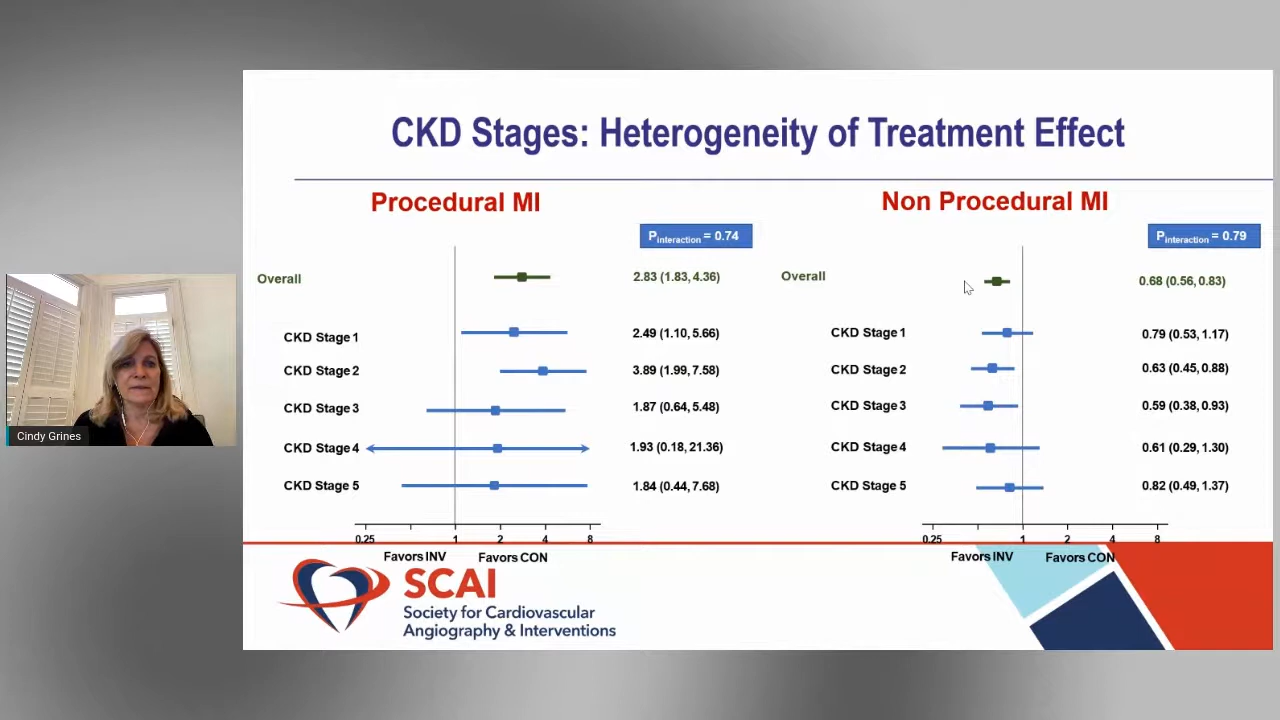 CKD Stages: Heterogeneity of Treatment Effect
Procedural MI
Pinteraction = 0.74
Overall 2.83 (1.83, 4.36)
CKD Stage 1 2.49 (1.10, 5.66)
CKD Stage 2 3.89 (1.99, 7.58)
CKD Stage 3 1.87 (0.64, 5.48)
CKD Stage 4 1.93 (0.18, 21.36)
CKD Stage 5 1.84 (0.44, 7.68)
0.25 1 2 4 8
Favors INV Favors CON
Non Procedural MI
Pinteraction = 0.79
Overall 0.68 (0.56, 0.83)
CKD Stage 1 0.79 (0.53, 1.17)
CKD Stage 2 0.63 (0.45, 0.88)
CKD Stage 3 0.59 (0.38, 0.93)
CKD Stage 4 0.61 (0.29, 1.30)
CKD Stage 5 0.82 (0.49, 1.37)
0.25 1 2 4 8
Favors INV Favors CON
SCAI
Society for Cardiovascular
Angiography & Interventions
Cindy Grines